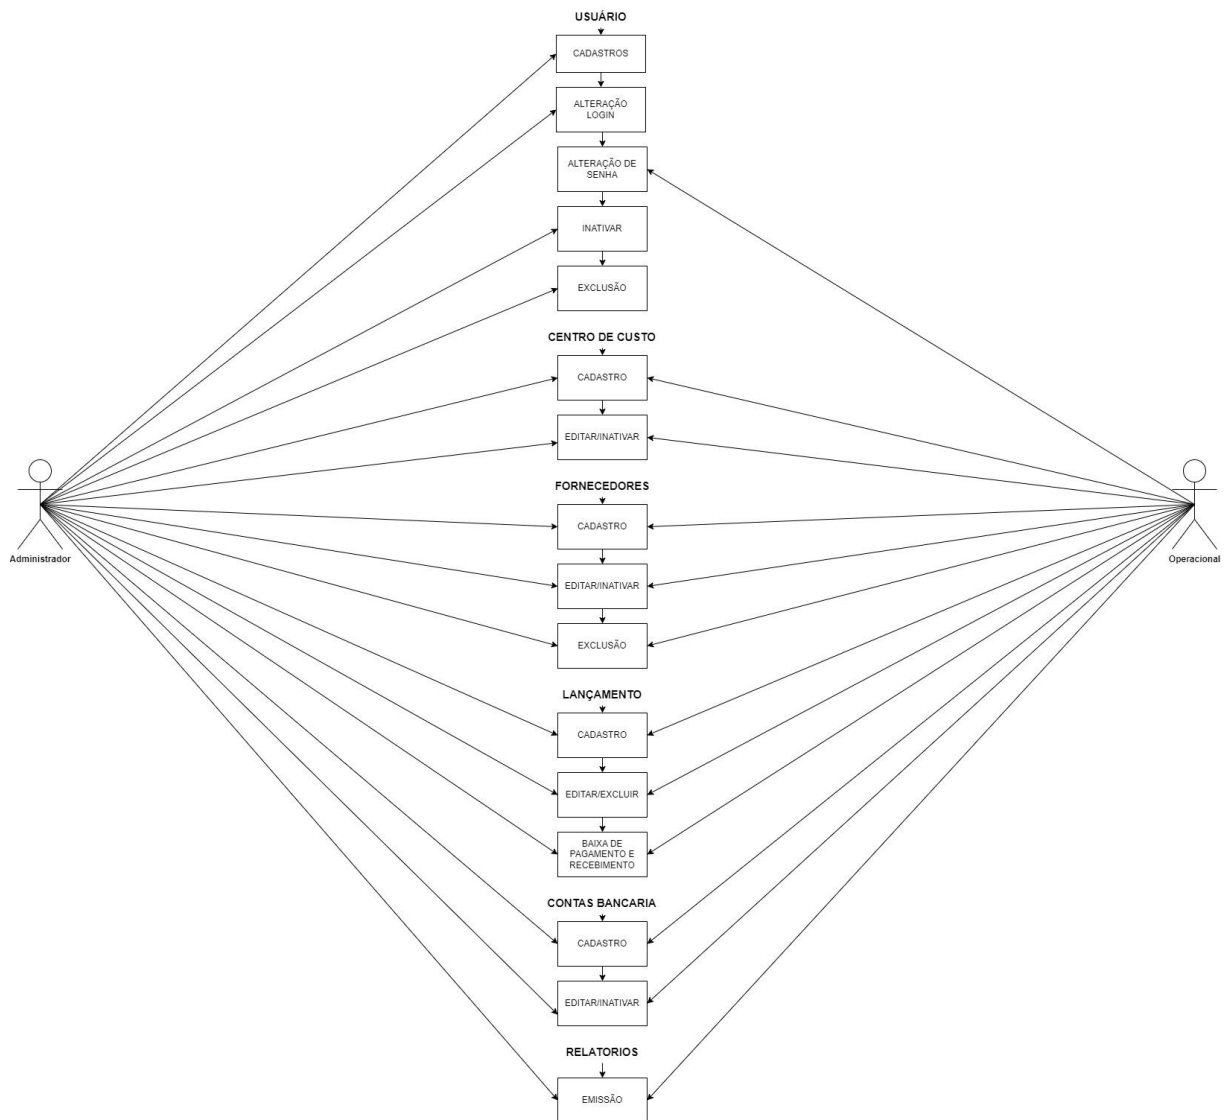 USUÁRIO
CADASTROS
ALTERAÇÃO
LOGIN
ALTERAÇÃO DE
SENHA
INATIVAR
EXCLUSÃO
CENTRO DE CUSTO
CADASTRO
EDITAR/INATIVAR
Administrador
Operacional
FORNECEDORES
CADASTRO
EDITAR/INATIVAR
EXCLUSÃO
LANÇAMENTO
CADASTRO
EDITAR/EXCLUIR
BAIXA DE
PAGAMENTO E
RECEBIMENTO
CONTAS BANCARIA
CADASTRO
EDITAR/INATIVAR
RELATORIOS
EMISSÃO